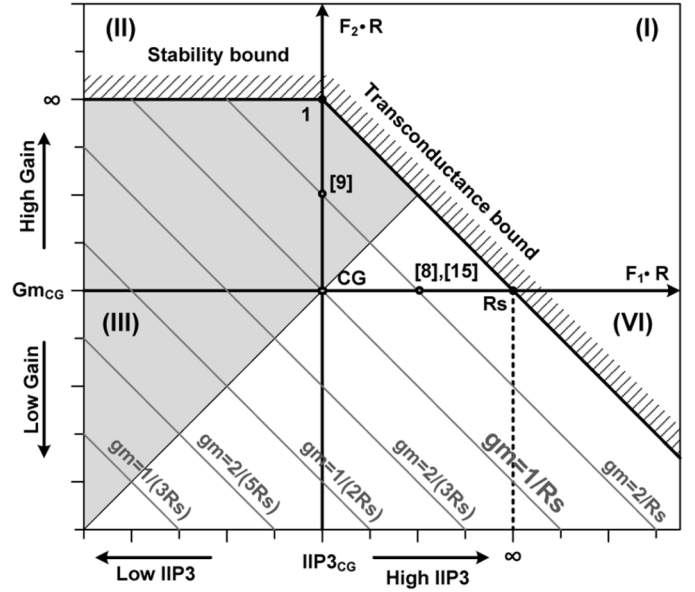 (II)
F2•R
(I)
Stability bound
∞
1
Transconductance bound
High Gain
[9]
CG
[8],[15]
F1•R
GmCG
Rs
(III)
(VI)
Low Gain
gm=1/(3Rs)
gm=2/(5Rs)
gm=1/(2Rs)
gm=2/(3Rs)
gm=1/Rs
gm=2/Rs
Low IIP3
IIP3CG
High IIP3
∞